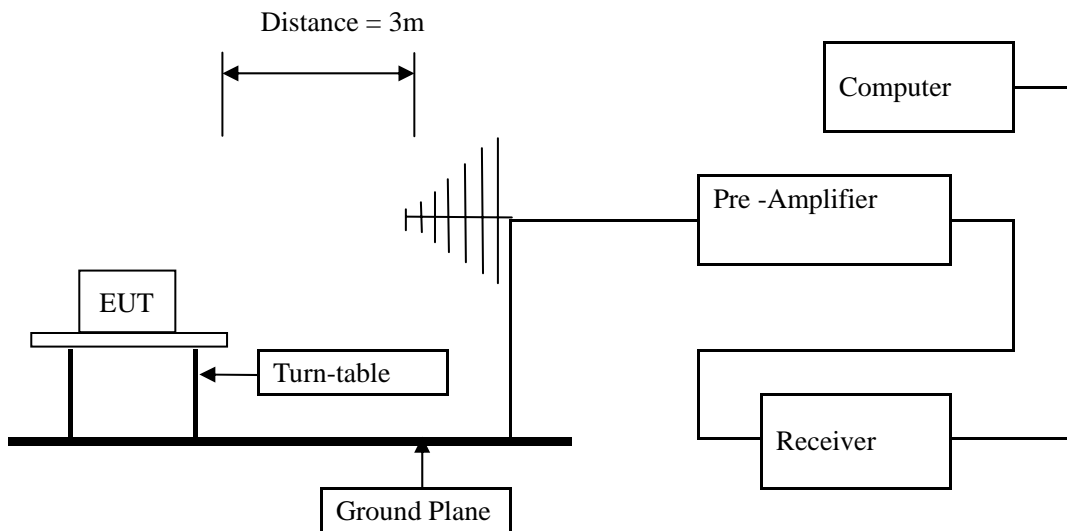 Distance = 3m
Computer
Pre -Amplifier
EUT
Turn-table
Receiver
Ground Plane